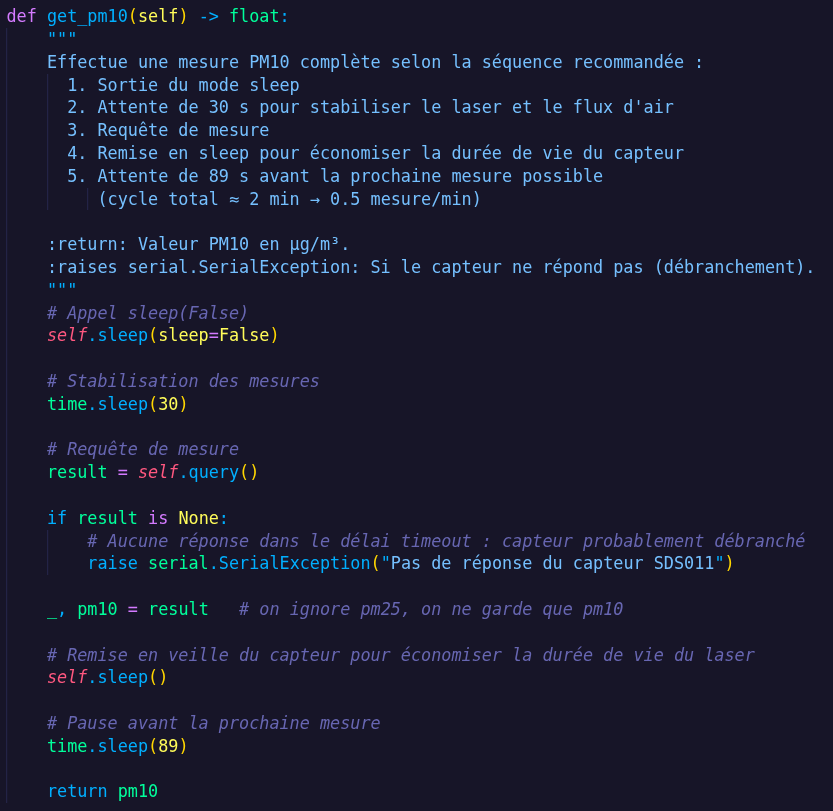 def get_pm10(self) -> float:
    """
    Effectue une mesure PM10 complète selon la séquence recommandée :
      1. Sortie du mode sleep
      2. Attente de 30 s pour stabiliser le laser et le flux d'air
      3. Requête de mesure
      4. Remise en sleep pour économiser la durée de vie du capteur
      5. Attente de 89 s avant la prochaine mesure possible
         (cycle total ≈ 2 min → 0.5 mesure/min)

    :return: Valeur PM10 en µg/m³.
    :raises serial.SerialException: Si le capteur ne répond pas (débranchement).
    """
    # Appel sleep(False)
    self.sleep(sleep=False)

    # Stabilisation des mesures
    time.sleep(30)

    # Requête de mesure
    result = self.query()

    if result is None:
        # Aucune réponse dans le délai timeout : capteur probablement débranché
        raise serial.SerialException("Pas de réponse du capteur SDS011")

    _, pm10 = result   # on ignore pm25, on ne garde que pm10

    # Remise en veille du capteur pour économiser la durée de vie du laser
    self.sleep()

    # Pause avant la prochaine mesure
    time.sleep(89)

    return pm10